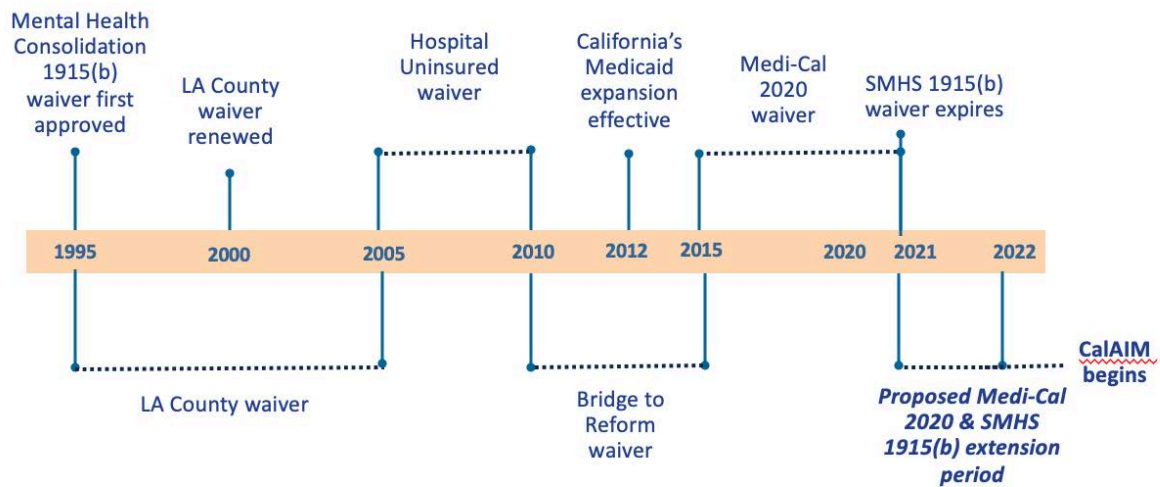 Mental Health
Consolidation
1915(b)
waiver first
approved
LA County
waiver
renewed
Hospital
Uninsured
waiver
California’s
Medicaid
expansion
effective
Medi-Cal
2020
waiver
SMHS 1915(b)
waiver expires
1995 2000 2005 2010 2012 2015 2020 2021 2022
LA County waiver
Bridge to
Reform
waiver
Proposed Medi-Cal
2020 & SMHS
1915(b) extension
period
CalAIM
begins